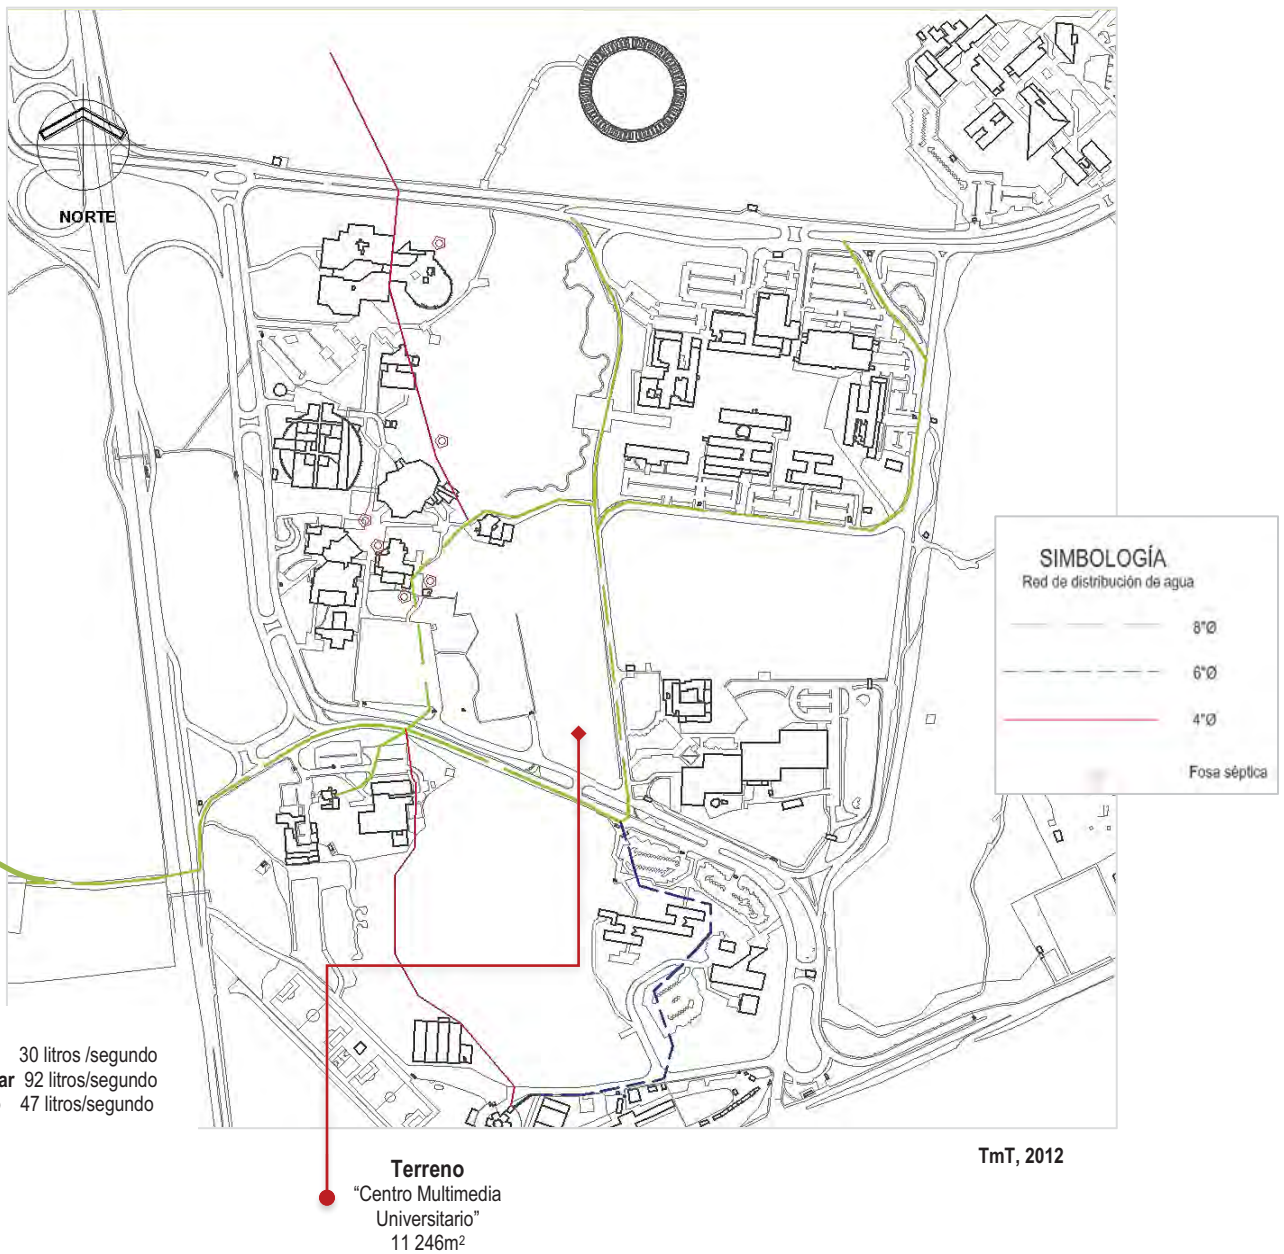 NORTE
SIMBOLOGÍA
Red de distribución de agua
8"Ø
6"Ø
4"Ø
Fosa séptica
30 litros /segundo
ar 92 litros/segundo
47 litros/segundo
TmT, 2012
Terreno
“Centro Multimedia
Universitario”
11 246m²